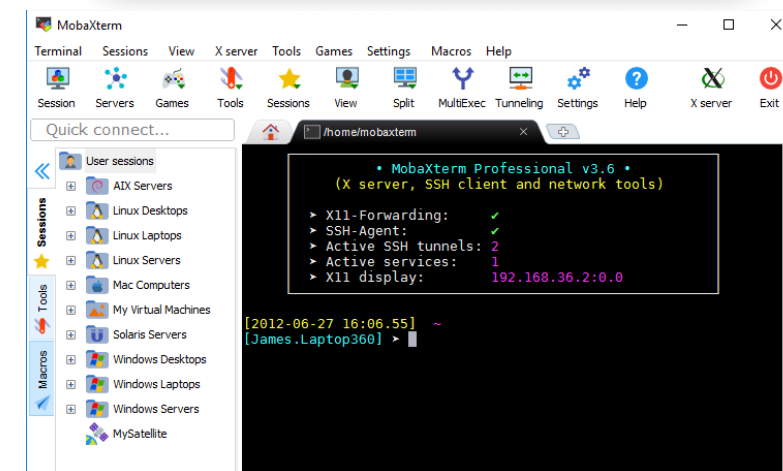 MobaXterm
Terminal Sessions View X server Tools Games Settings Macros Help
Session Servers Games Tools Sessions View Split MultiExec Tunneling Settings Help X server Exit
Quick connect...
/home/mobaxterm
User sessions
AIX Servers
Linux Desktops
Linux Laptops
Linux Servers
Mac Computers
My Virtual Machines
Solaris Servers
Windows Desktops
Windows Laptops
Windows Servers
MySatellite
Sessions
Tools
Macros
• MobaXterm Professional v3.6 •
(X server, SSH client and network tools)
➤ X11-Forwarding: ✔
➤ SSH-Agent: ✔
➤ Active SSH tunnels: 2
➤ Active services: 1
➤ X11 display: 192.168.36.2:0.0
[2012-06-27 16:06.55] ~
[James.Laptop360] ➤